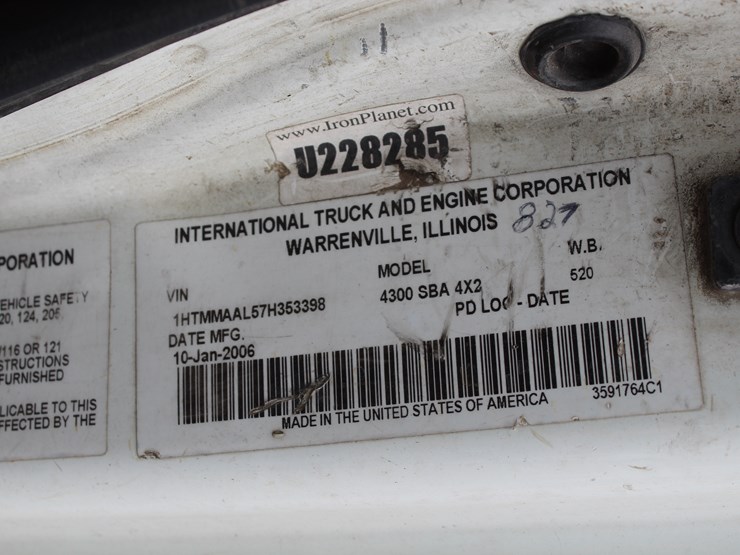 www.IronPlanet.com
U228285
INTERNATIONAL TRUCK AND ENGINE CORPORATION
WARRENVILLE, ILLINOIS 827
VIN MODEL W.B.
1HTMMAAL57H353398 4300 SBA 4X2 520
DATE MFG. PD LOC - DATE
10-Jan-2006
MADE IN THE UNITED STATES OF AMERICA 3591764C1
PORATION
EHICLE SAFETY
20, 124, 205
116 OR 121
STRUCTIONS
FURNISHED
LICABLE TO THIS
FFECTED BY THE